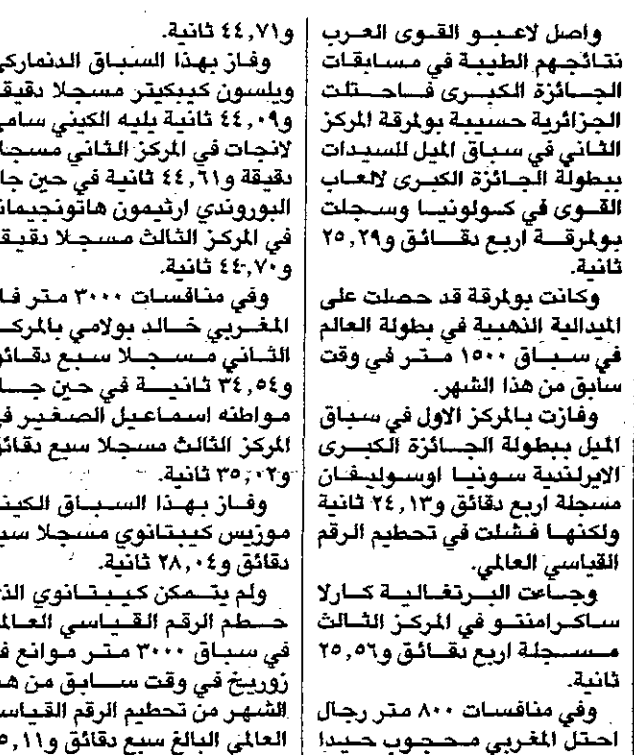 واصل لاعبو القوى العرب
نتائجهم الطيبة في مسابقات
الجائزة الكبرى فاحتلت
الجزائرية حسيبة بولمرقة المركز
الثاني في سباق الميل للسيدات
ببطولة الجائزة الكبرى لالعاب
القوى في كولونيا وسجلت
بولمرقة اربع دقائق و٢٥,٢٩
ثانية.
وكانت بولمرقة قد حصلت على
الميدالية الذهبية في بطولة العالم
في سباق ١٥٠٠ متر في وقت
سابق من هذا الشهر.
وفازت بالمركز الاول في سباق
الميل ببطولة الجائزة الكبرى
الايرلندية سونيا اوسوليفان
مسجلة اربع دقائق و٢٤,١٣ ثانية
ولكنها فشلت في تحطيم الرقم
القياسي العالمي.
وجاءت البرتغالية كارلا
ساكرامنتو في المركز الثالث
مسجلة اربع دقائق و٢٥,٥٦
ثانية.
وفي منافسات ٨٠٠ متر رجال
احتل المغربي محجوب حيدا
و٤٤,٧١ ثانية.
وفاز بهذا السباق الدنماركي
ويلسون كيبكيتر مسجلا دقيقة
و٤٤,٠٩ ثانية يليه الكيني سامي
لانجات في المركز الثاني مسجلا
دقيقة و٤٤,٦١ ثانية في حين
البوروندي ارثيمون هاتونجيمانا
في المركز الثالث مسجلا دقيقة
و٤٤,٧٠ ثانية.
وفي منافسات ٣٠٠٠ متر
المغربي خالد بولامي بالمركز
الثاني مسجلا سبع دقائق
و٣٤,٥٤ ثانية في حين
مواطنه اسماعيل الصغير في
المركز الثالث مسجلا سبع دقائق
و٣٥,٠٢ ثانية.
وفاز بهذا السباق الكيني
موزيس كيبتانوي مسجلا سبع
دقائق و٢٨,٠٤ ثانية.
ولم يتمكن كيبتانوي الذي
حطم الرقم القياسي العالمي
في سباق ٣٠٠٠ متر موانع في
زوريخ في وقت سابق من هذا
الشهر من تحطيم الرقم القياسي
العالمي البالغ سبع دقائق